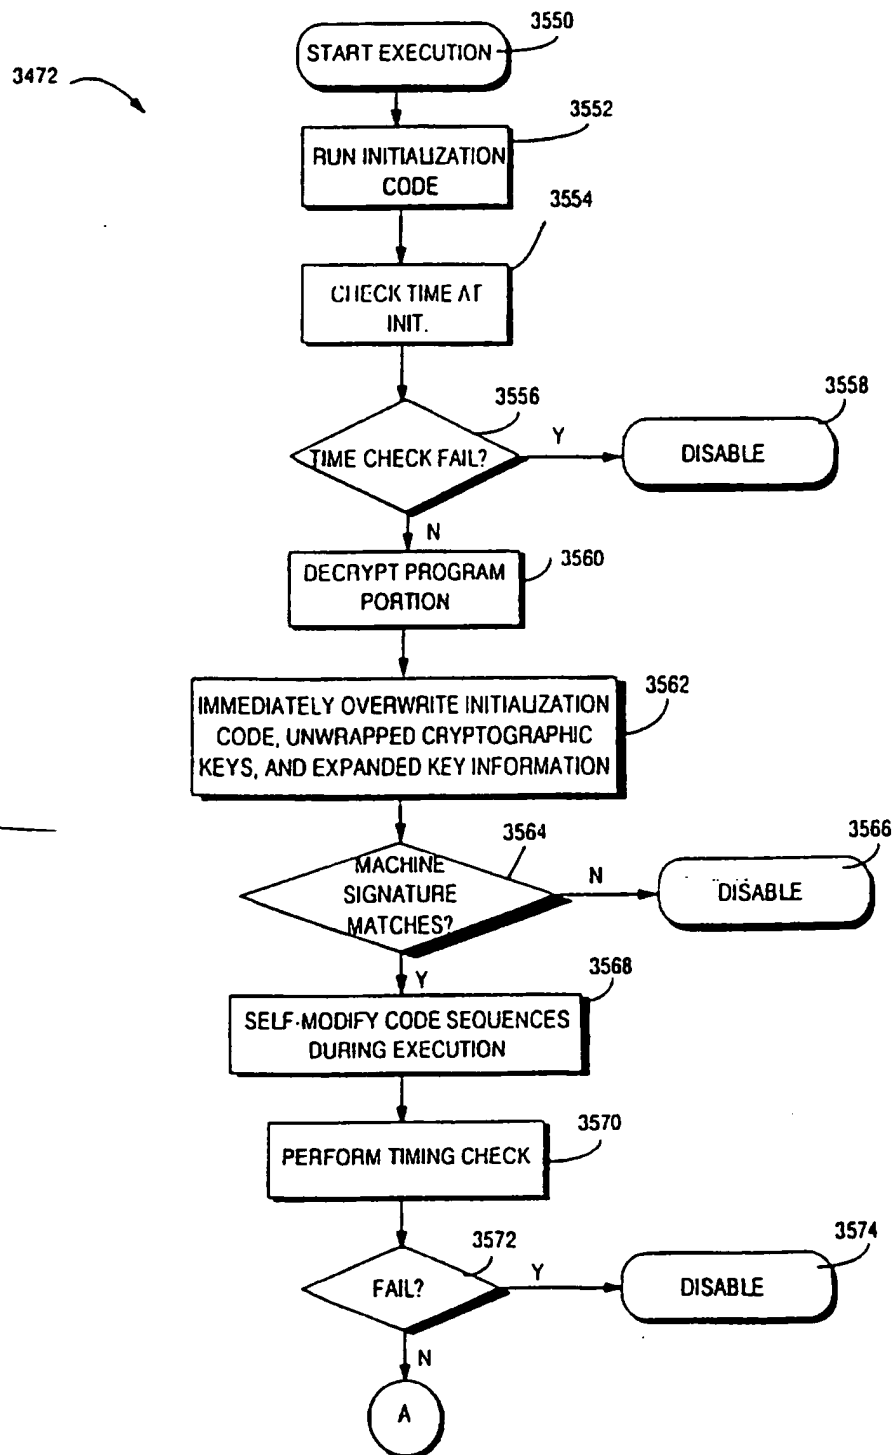 3550
START EXECUTION
3472
3552
RUN INITIALIZATION
CODE
3554
CHECK TIME AT
INIT.
3556
TIME CHECK FAIL?
Y
3558
DISABLE
N
3560
DECRYPT PROGRAM
PORTION
3562
IMMEDIATELY OVERWRITE INITIALIZATION
CODE, UNWRAPPED CRYPTOGRAPHIC
KEYS, AND EXPANDED KEY INFORMATION
3564
MACHINE
SIGNATURE
MATCHES?
N
3566
DISABLE
Y
3568
SELF-MODIFY CODE SEQUENCES
DURING EXECUTION
3570
PERFORM TIMING CHECK
3572
FAIL?
Y
3574
DISABLE
N
A